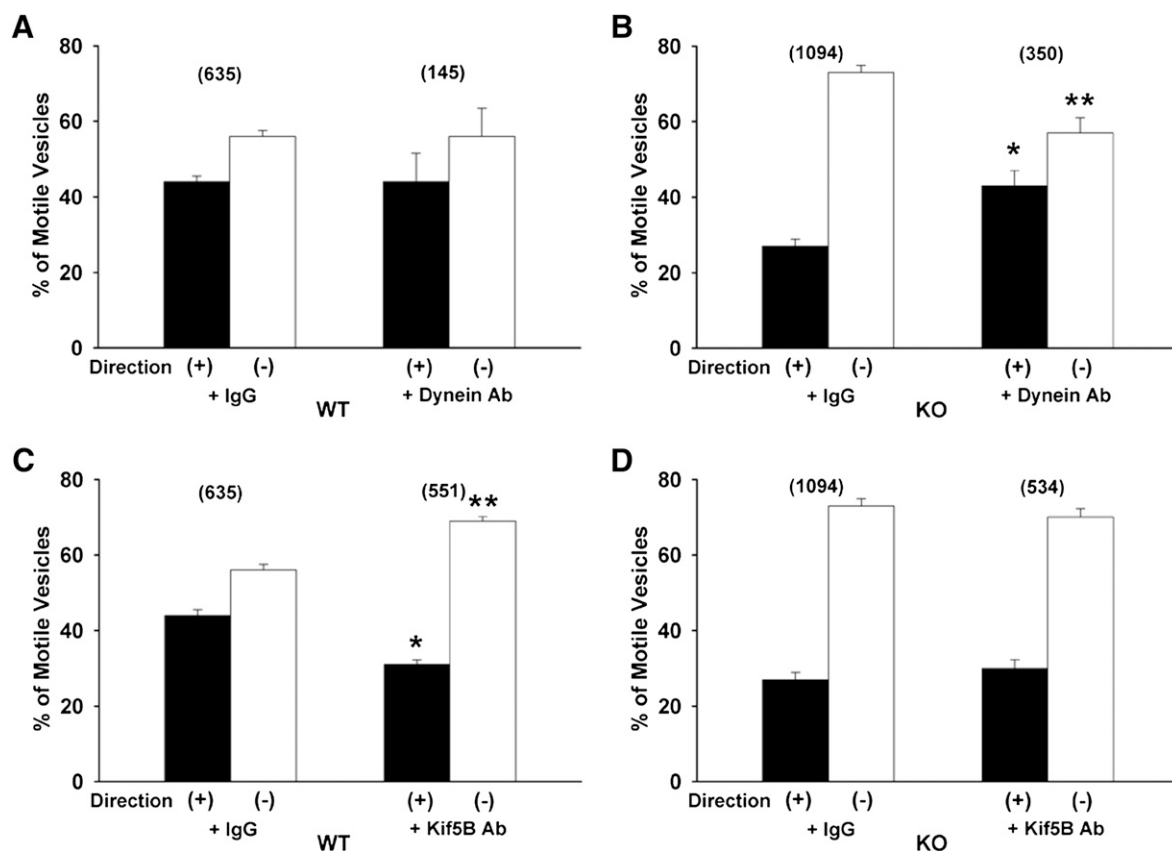 A
% of Motile Vesicles
80
60
40
20
0
(635)
(145)
Direction (+) (-) (+) (-)
+ IgG + Dynein Ab
WT
B
% of Motile Vesicles
80
60
40
20
0
(1094)
(350)
*
**
Direction (+) (-) (+) (-)
+ IgG + Dynein Ab
KO
C
% of Motile Vesicles
80
60
40
20
0
(635)
(551)
**
*
Direction (+) (-) (+) (-)
+ IgG + Kif5B Ab
WT
D
% of Motile Vesicles
80
60
40
20
0
(1094)
(534)
Direction (+) (-) (+) (-)
+ IgG + Kif5B Ab
KO